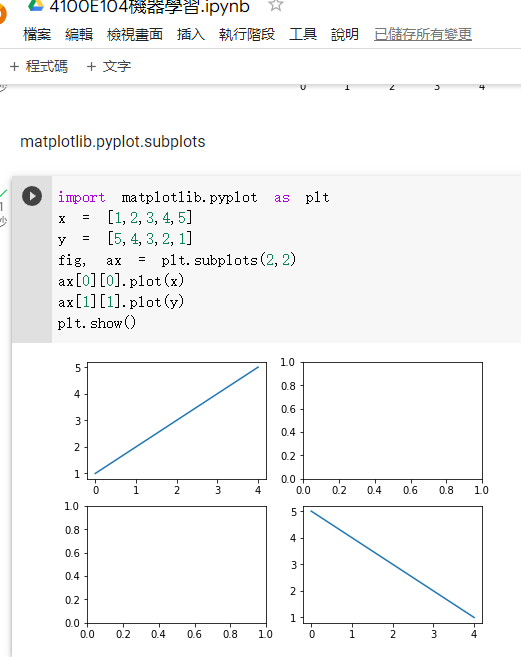 4100E104機器學習.ipynb
檔案 編輯 檢視畫面 插入 執行階段 工具 說明 已儲存所有變更
+ 程式碼 + 文字
0 1 2 3 4
matplotlib.pyplot.subplots
1
秒
import matplotlib.pyplot as plt
x = [1,2,3,4,5]
y = [5,4,3,2,1]
fig, ax = plt.subplots(2,2)
ax[0][0].plot(x)
ax[1][1].plot(y)
plt.show()
5
4
3
2
1
0 1 2 3 4
1.0
0.8
0.6
0.4
0.2
0.0
0.0 0.2 0.4 0.6 0.8 1.0
1.0
0.8
0.6
0.4
0.2
0.0
0.0 0.2 0.4 0.6 0.8 1.0
5
4
3
2
1
0 1 2 3 4